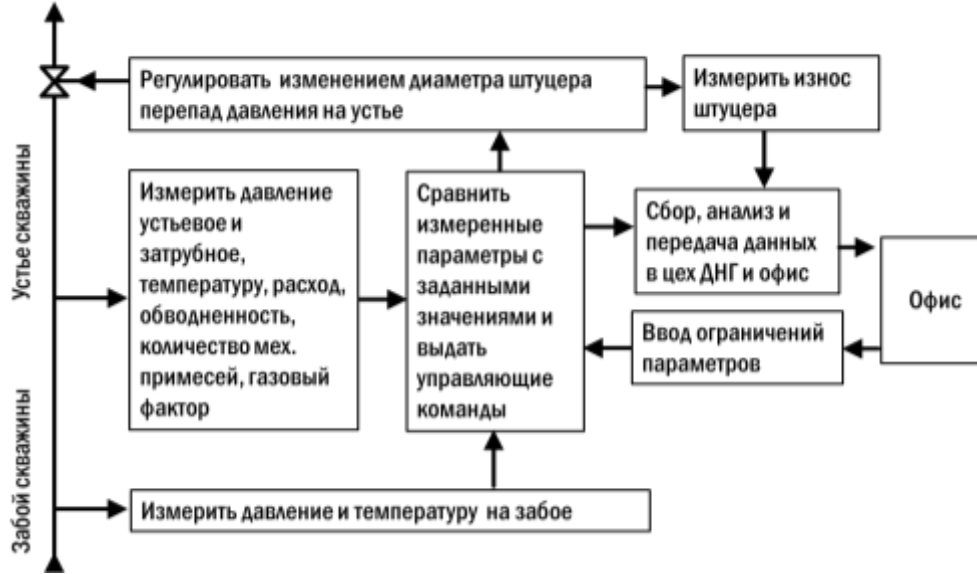 Регулировать изменением диаметра штуцера
перепад давления на устье
Измерить износ
штуцера
Устье скважины
Измерить давление
устьевое и
затрубное,
температуру, расход,
обводненность,
количество мех.
примесей, газовый
фактор
Сравнить
измеренные
параметры с
заданными
значениями и
выдать
управляющие
команды
Сбор, анализ и
передача данных
в цех ДНГ и офис
Офис
Ввод ограничений
параметров
Забой скважины
Измерить давление и температуру на забое